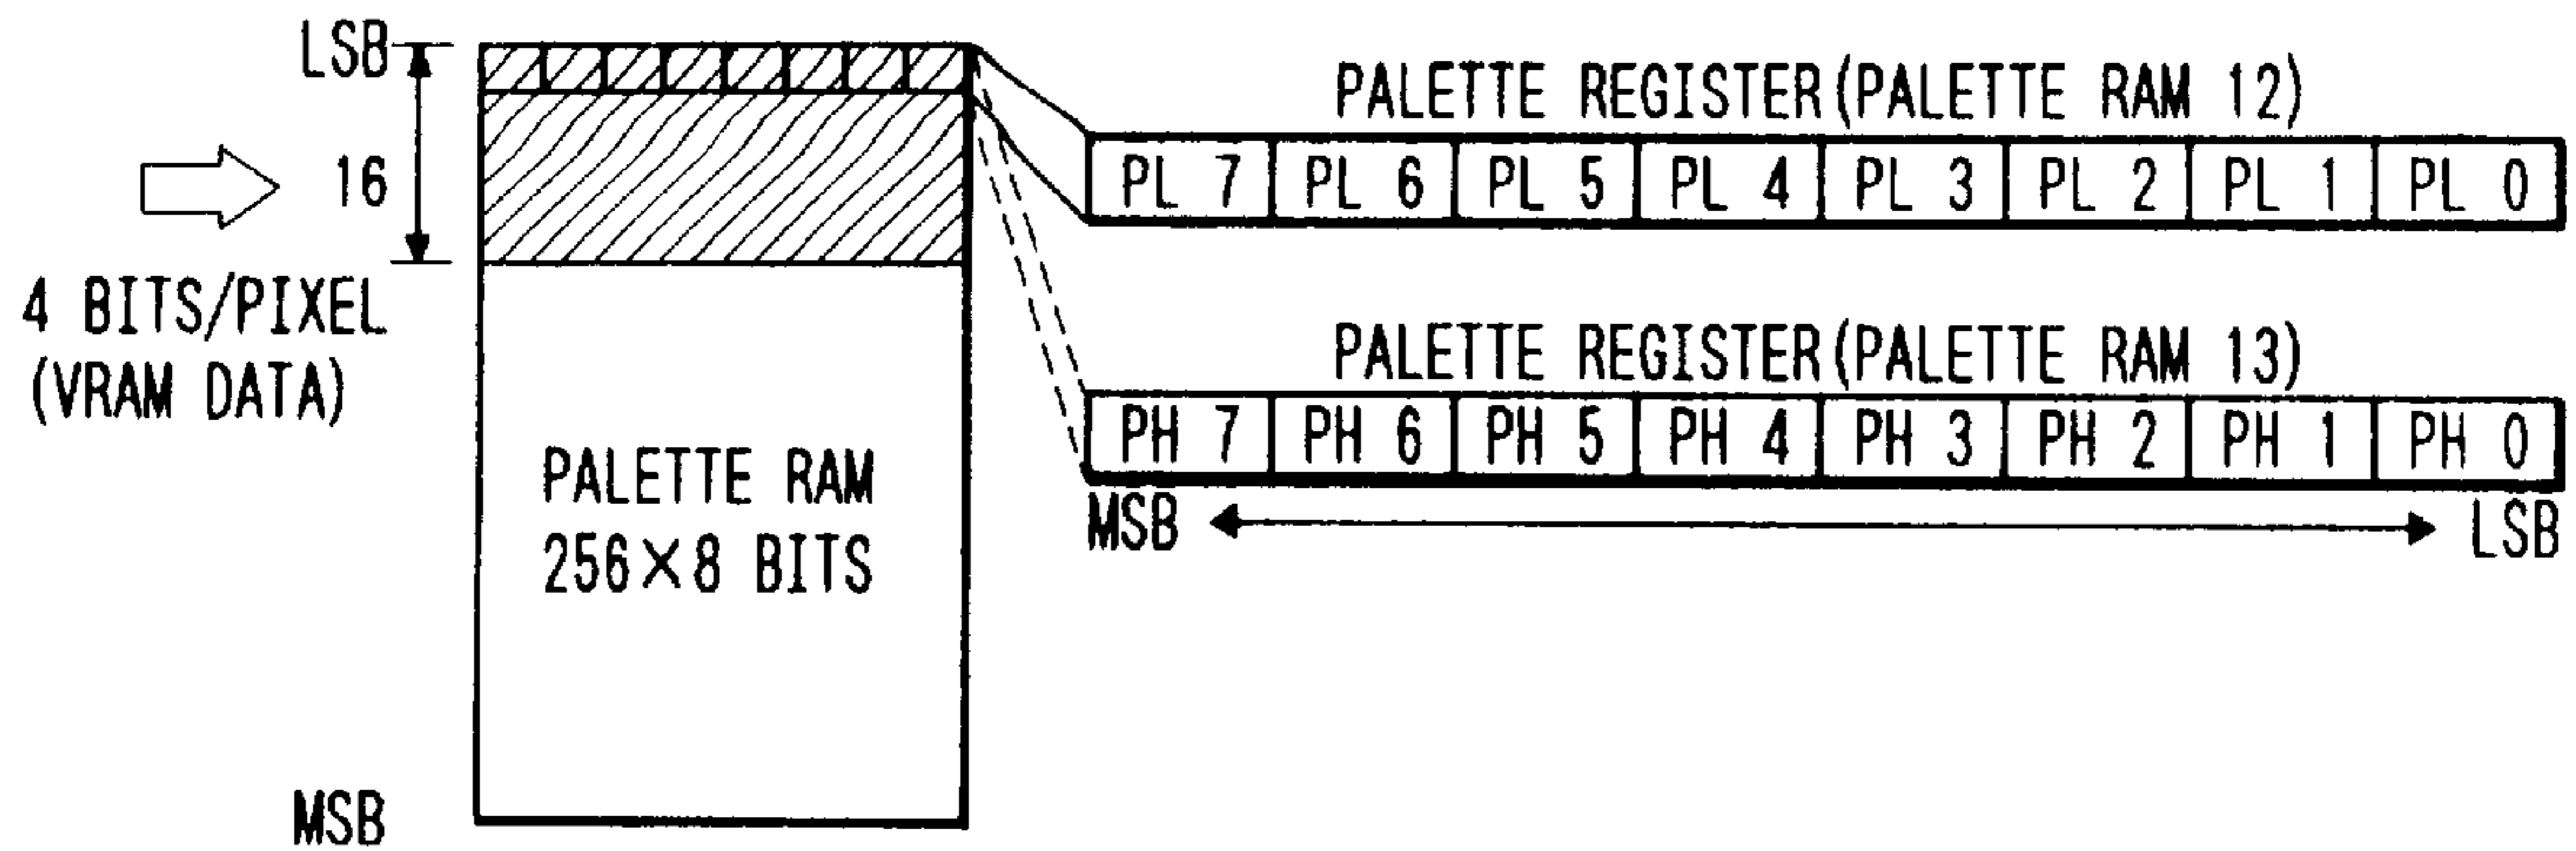 LSB
16
4 BITS/PIXEL
(VRAM DATA)
PALETTE RAM
256×8 BITS
MSB
PALETTE REGISTER(PALETTE RAM 12)
PL 7 PL 6 PL 5 PL 4 PL 3 PL 2 PL 1 PL 0
PALETTE REGISTER(PALETTE RAM 13)
PH 7 PH 6 PH 5 PH 4 PH 3 PH 2 PH 1 PH 0
MSB LSB